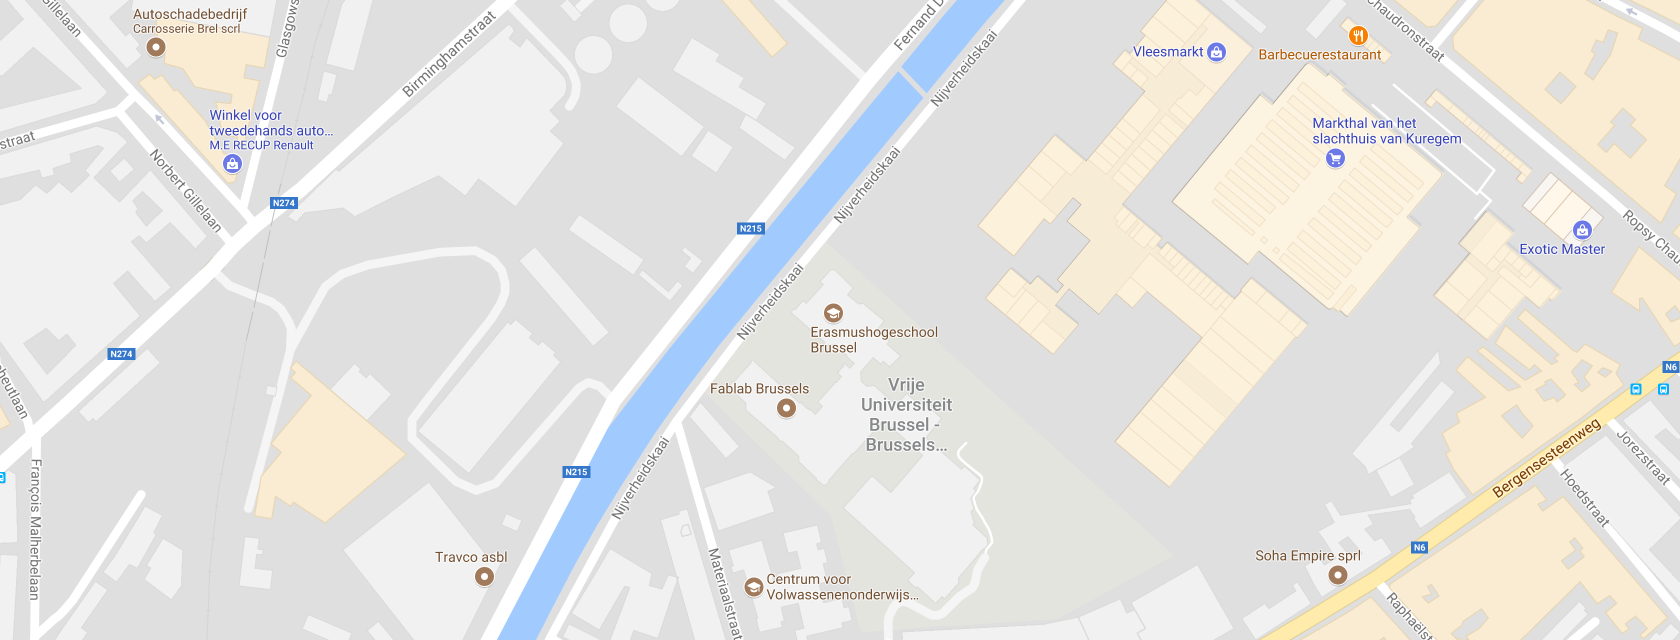 Gillelaan
Autoschadebedrijf
Carrosserie Brel scrl
Glasgows
Birminghamstraat
Winkel voor
tweedehands auto...
M.E RECUP Renault
straat
Norbert Gillelaan
N274
N274
François Malherbelaan
Fernand D
Nijverheidskaai
Nijverheidskaai
Nijverheidskaai
Nijverheidskaai
N215
N215
Travco asbl
Erasmushogeschool
Brussel
Fablab Brussels
Vrije
Universiteit
Brussel -
Brussels...
Materiaalstraat
Centrum voor
Volwassenenonderwijs...
Vleesmarkt
Barbecuerestaurant
Chaudronstraat
Markthal van het
slachthuis van Kuregem
Exotic Master
Ropsy Chau
N6
Bergensesteenweg
Jorezstraat
Hoedstraat
N6
Soha Empire sprl
Raphaëlst